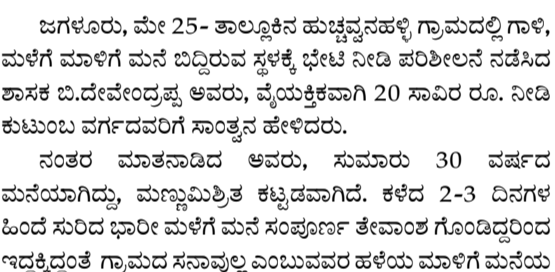 ಜಗಳೂರು, ಮೇ 25- ತಾಲ್ಲೂಕಿನ ಹುಚ್ಚವ್ವನಹಳ್ಳಿ ಗ್ರಾಮದಲ್ಲಿ ಗಾಳಿ,
ಮಳೆಗೆ ಮಾಳಿಗೆ ಮನೆ ಬಿದ್ದಿರುವ ಸ್ಥಳಕ್ಕೆ ಭೇಟಿ ನೀಡಿ ಪರಿಶೀಲನೆ ನಡೆಸಿದ
ಶಾಸಕ ಬಿ.ದೇವೇಂದ್ರಪ್ಪ ಅವರು, ವೈಯಕ್ತಿಕವಾಗಿ 20 ಸಾವಿರ ರೂ. ನೀಡಿ
ಕುಟುಂಬ ವರ್ಗದವರಿಗೆ ಸಾಂತ್ವನ ಹೇಳಿದರು.
ನಂತರ ಮಾತನಾಡಿದ ಅವರು, ಸುಮಾರು 30 ವರ್ಷದ
ಮನೆಯಾಗಿದ್ದು, ಮಣ್ಣುಮಿಶ್ರಿತ ಕಟ್ಟಡವಾಗಿದೆ. ಕಳೆದ 2-3 ದಿನಗಳ
ಹಿಂದೆ ಸುರಿದ ಭಾರೀ ಮಳೆಗೆ ಮನೆ ಸಂಪೂರ್ಣ ತೇವಾಂಶ ಗೊಂಡಿದ್ದರಿಂದ
ಇದ್ದಕ್ಕಿದ್ದಂತೆ ಗ್ರಾಮದ ಸನಾವುಲ್ಲ ಎಂಬುವವರ ಹಳೆಯ ಮಾಳಿಗೆ ಮನೆಯ